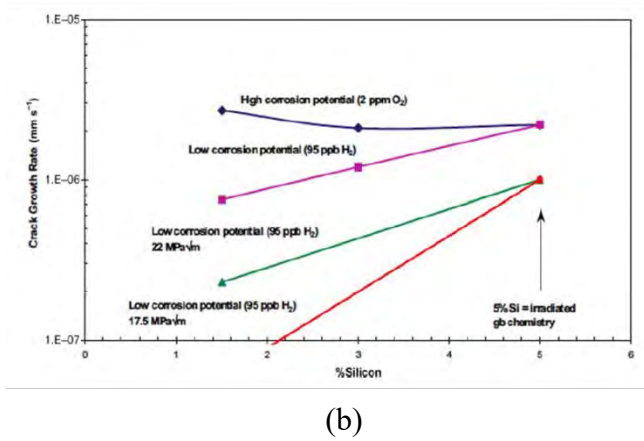 1.E–05
High corrosion potential (2 ppm O₂)
Low corrosion potential (95 ppb H₂)
Crack Growth Rate (mm s⁻¹)
1.E–06
Low corrosion potential (95 ppb H₂)
22 MPa√m
Low corrosion potential (95 ppb H₂)
17.5 MPa√m
5% Si = irradiated
gb chemistry
1.E–07
0 1 2 3 4 5 6
%Silicon
(b)